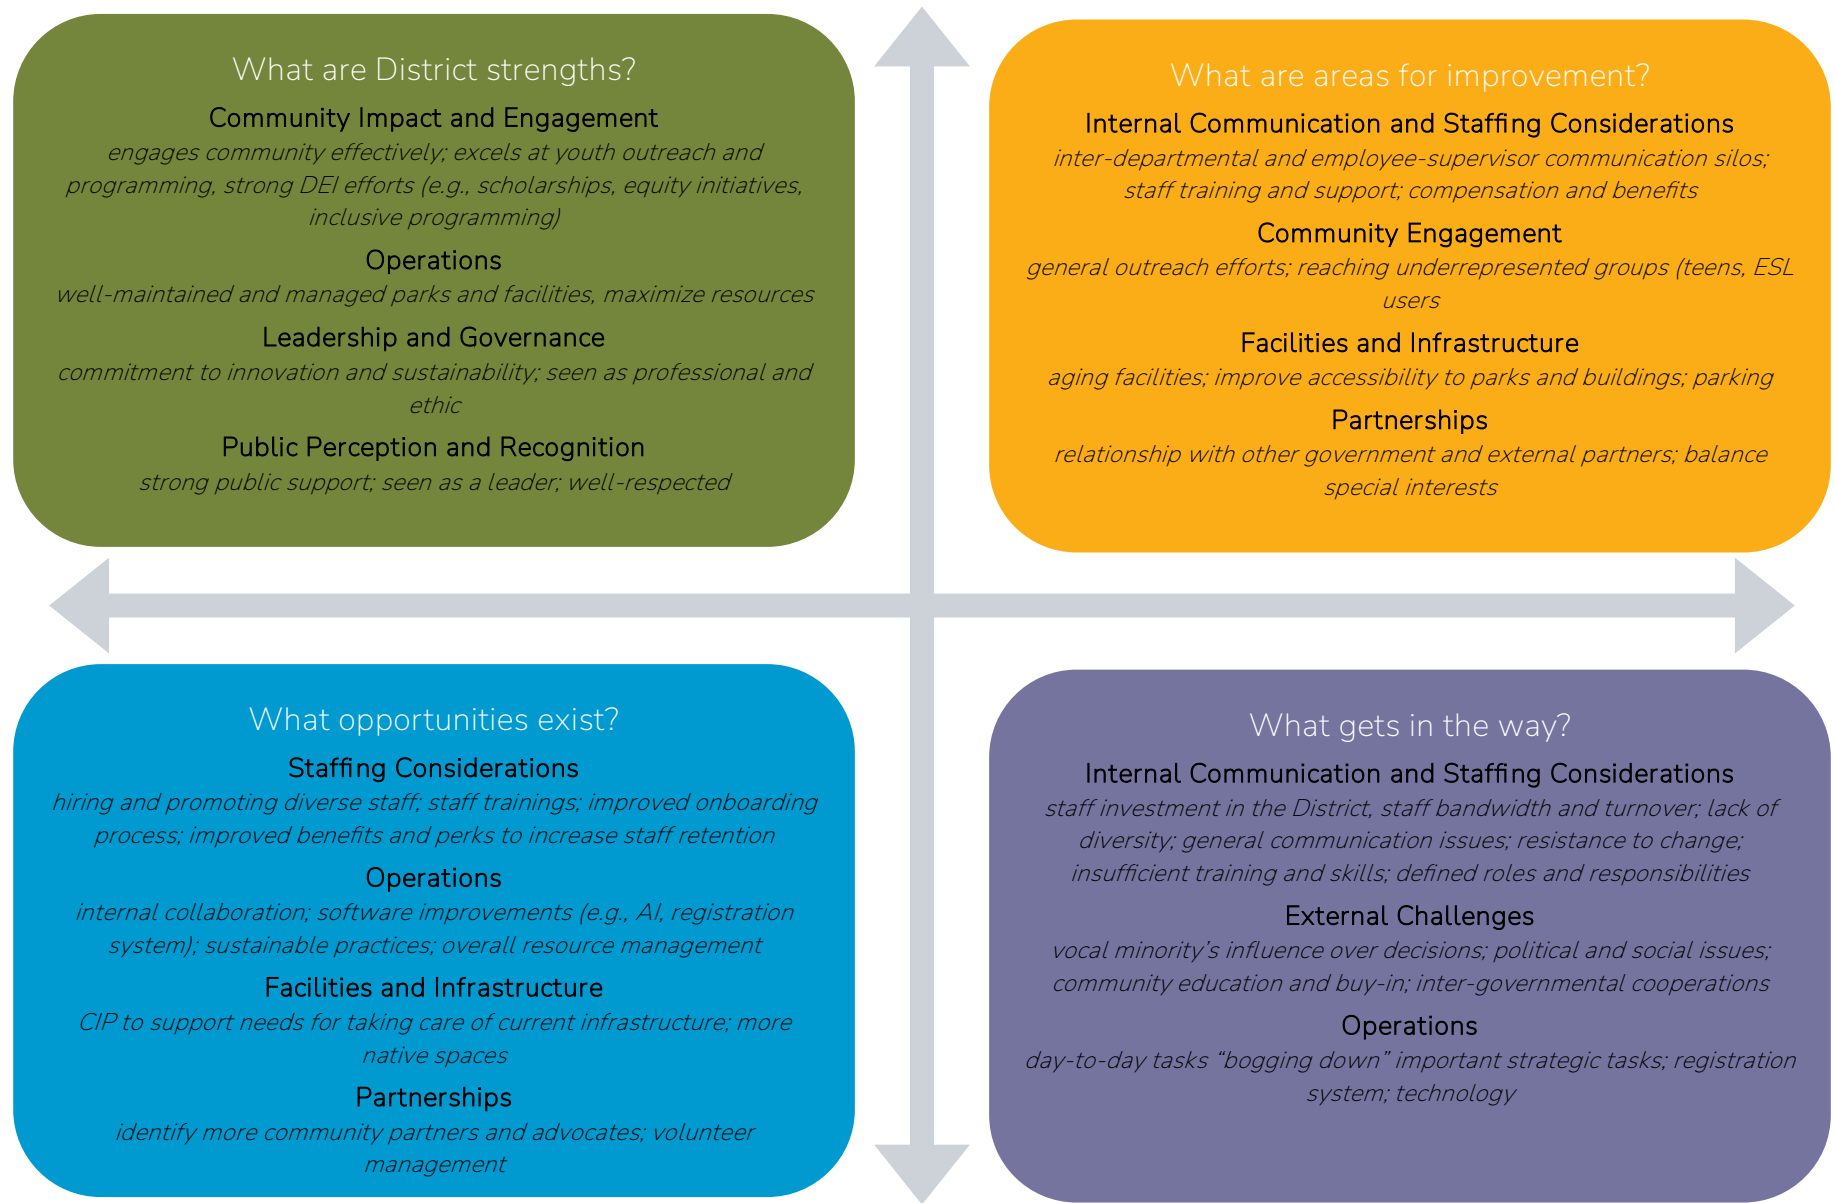 What are District strengths?
Community Impact and Engagement
engages community effectively; excels at youth outreach and
programming, strong DEI efforts (e.g., scholarships, equity initiatives,
inclusive programming)
Operations
well-maintained and managed parks and facilities, maximize resources
Leadership and Governance
commitment to innovation and sustainability; seen as professional and
ethic
Public Perception and Recognition
strong public support; seen as a leader; well-respected
What are areas for improvement?
Internal Communication and Staffing Considerations
inter-departmental and employee-supervisor communication silos;
staff training and support; compensation and benefits
Community Engagement
general outreach efforts; reaching underrepresented groups (teens, ESL
users
Facilities and Infrastructure
aging facilities; improve accessibility to parks and buildings; parking
Partnerships
relationship with other government and external partners; balance
special interests
What opportunities exist?
Staffing Considerations
hiring and promoting diverse staff; staff trainings; improved onboarding
process; improved benefits and perks to increase staff retention
Operations
internal collaboration; software improvements (e.g., AI, registration
system); sustainable practices; overall resource management
Facilities and Infrastructure
CIP to support needs for taking care of current infrastructure; more
native spaces
Partnerships
identify more community partners and advocates; volunteer
management
What gets in the way?
Internal Communication and Staffing Considerations
staff investment in the District, staff bandwidth and turnover; lack of
diversity; general communication issues; resistance to change;
insufficient training and skills; defined roles and responsibilities
External Challenges
vocal minority's influence over decisions; political and social issues;
community education and buy-in; inter-governmental cooperations
Operations
day-to-day tasks “bogging down” important strategic tasks; registration
system; technology